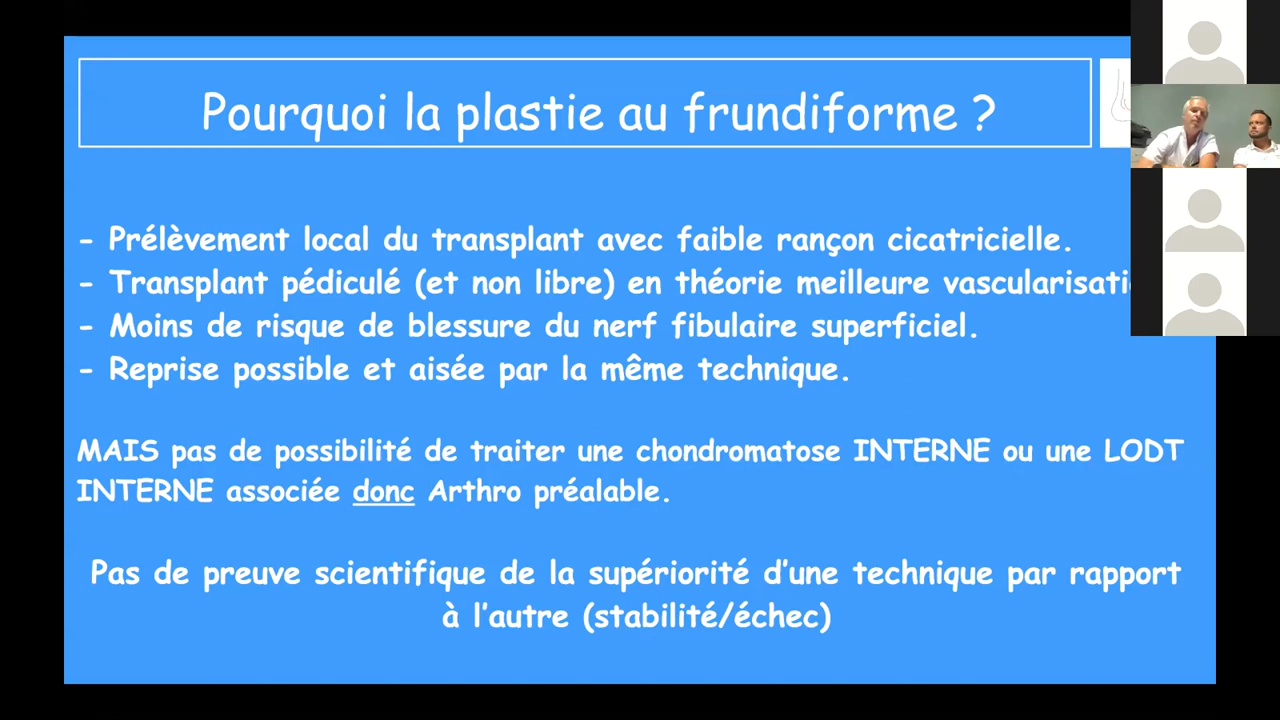 Pourquoi la plastie au frundiforme ?
- Prélèvement local du transplant avec faible rançon cicatricielle.
- Transplant pédiculé (et non libre) en théorie meilleure
- Moins de risque de blessure du nerf fibulaire superficiel.
- Reprise possible et aisée par la même technique.
MAIS pas de possibilité de traiter une chondromatose INTERNE ou une LODT
INTERNE associée donc Arthro préalable.
Pas de preuve scientifique de la supériorité d'une technique par rapport
à l'autre (stabilité/échec)